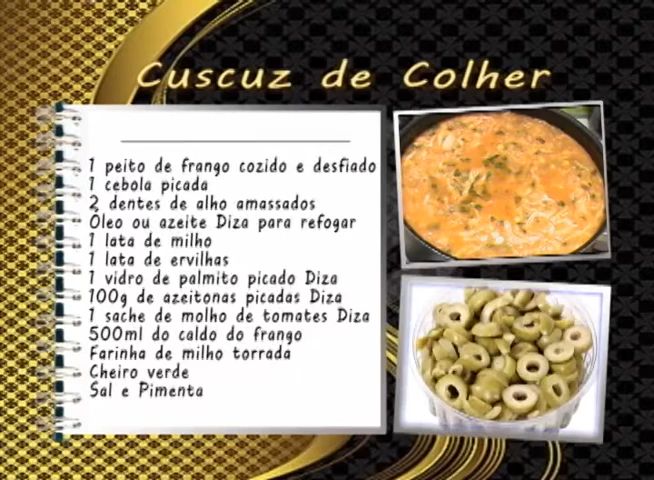 Cuscuz de Colher
1 peito de frango cozido e desfiado
1 cebola picada
2 dentes de alho amassados
Óleo ou azeite Diza para refogar
1 lata de milho
1 lata de ervilhas
1 vidro de palmito picado Diza
100g de azeitonas picadas Diza
1 sache de molho de tomates Diza
500ml do caldo do frango
Farinha de milho torrada
Cheiro verde
Sal e Pimenta